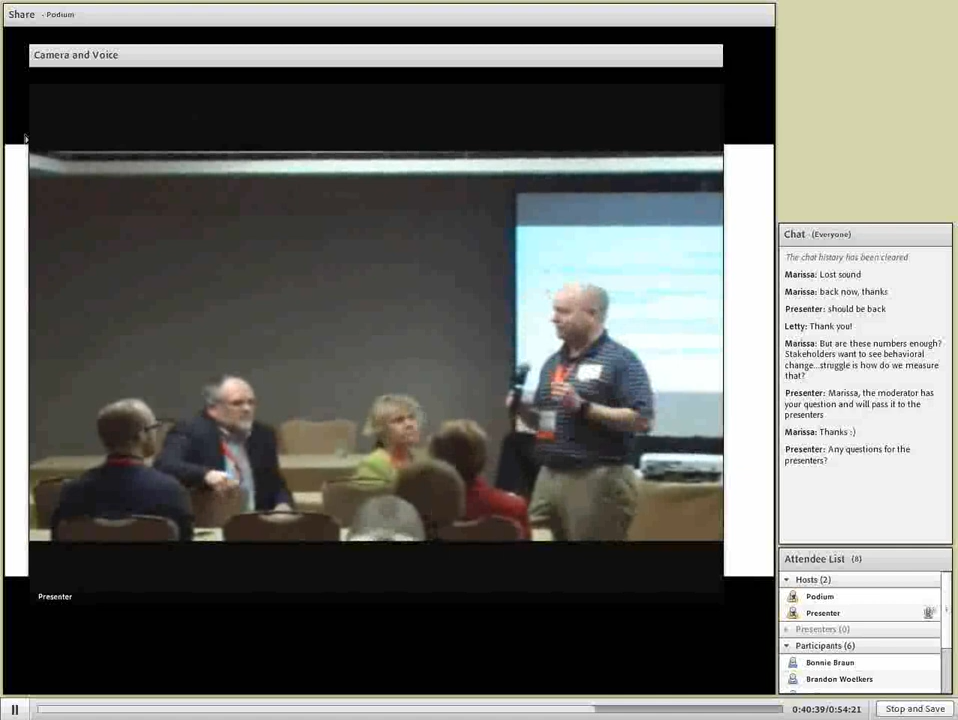 Share - Podium
Camera and Voice
Presenter
Chat (Everyone)
The chat history has been cleared
Marissa: Lost sound
Marissa: back now, thanks
Presenter: should be back
Letty: Thank you!
Marissa: But are these numbers enough?
Stakeholders want to see behavioral
change...struggle is how do we measure
that?
Presenter: Marissa, the moderator has
your question and will pass it to the
presenters
Marissa: Thanks :)
Presenter: Any questions for the
presenters?
Attendee List (8)
Hosts (2)
Podium
Presenter
Presenters (0)
Participants (6)
Bonnie Braun
Brandon Woelkers
0:40:39/0:54:21
Stop and Save